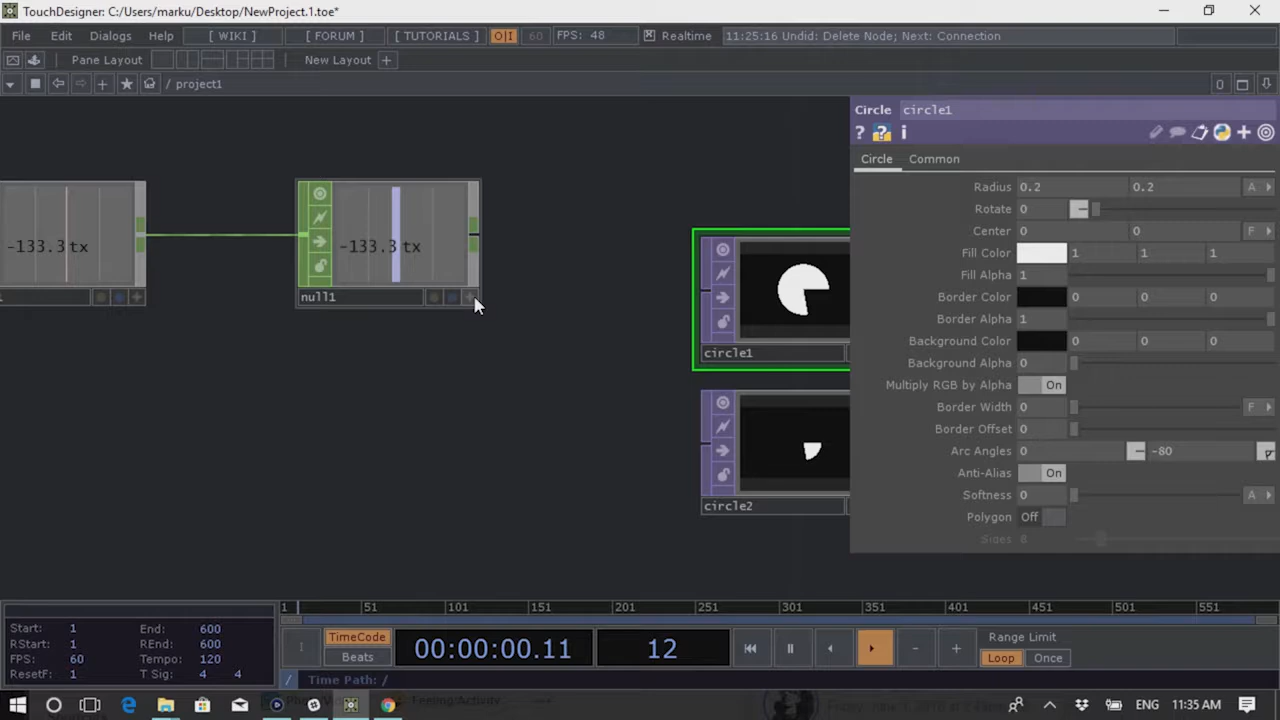 TouchDesigner: C:/Users/marku/Desktop/NewProject.1.toe*
File Edit Dialogs Help [ WIKI ] [ FORUM ] [ TUTORIALS ] O|I 60 FPS: 48 Realtime 11:25:16 Undid: Delete Node; Next: Connection
Pane Layout New Layout +
/ project1 0
Circle circle1
? ? i
Circle Common
Radius 0.2 0.2 A
Rotate 0
Center 0 0 F
Fill Color 1 1 1
Fill Alpha 1
Border Color 0 0 0
Border Alpha 1
Background Color 0 0 0
Background Alpha 0
Multiply RGB by Alpha On
Border Width 0 F
Border Offset 0
Arc Angles 0 -80
Anti-Alias On
Softness 0 A
Polygon Off
Sides 8
-133.3 tx
-133.3 tx
1
null1
circle1
circle2
1 51 101 151 201 251 301 351 401 451 501 551
Start: 1 End: 600
RStart: 1 REnd: 600
FPS: 60 Tempo: 120
ResetF: 1 T Sig: 4 4
TimeCode
Beats
00:00:00.11
12
Range Limit
Loop Once
/ Time Path: /
Feeling:Activity
ENG 11:35 AM